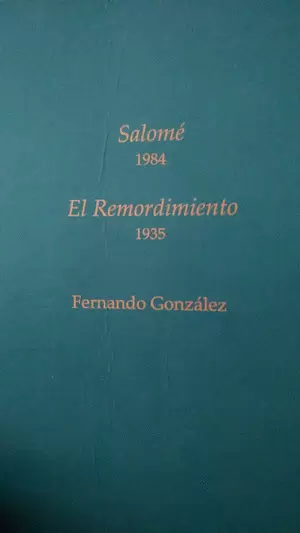 Salomé
1984
El Remordimiento
1935
Fernando González